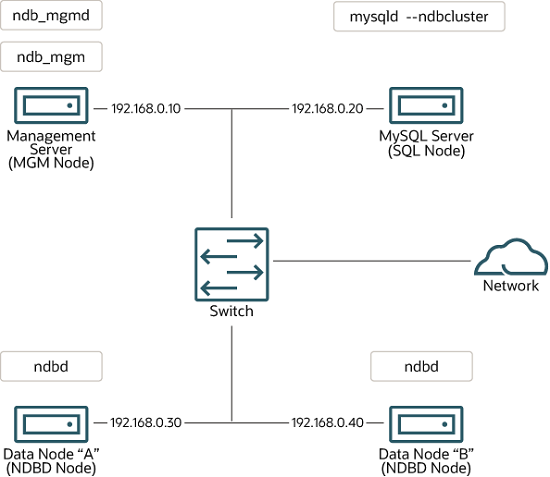 ndb_mgmd
mysqld --ndbcluster
ndb_mgm
192.168.0.10
192.168.0.20
Management
Server
(MGM Node)
MySQL Server
(SQL Node)
Switch
Network
ndbd
ndbd
192.168.0.30
192.168.0.40
Data Node “A”
(NDBD Node)
Data Node “B”
(NDBD Node)